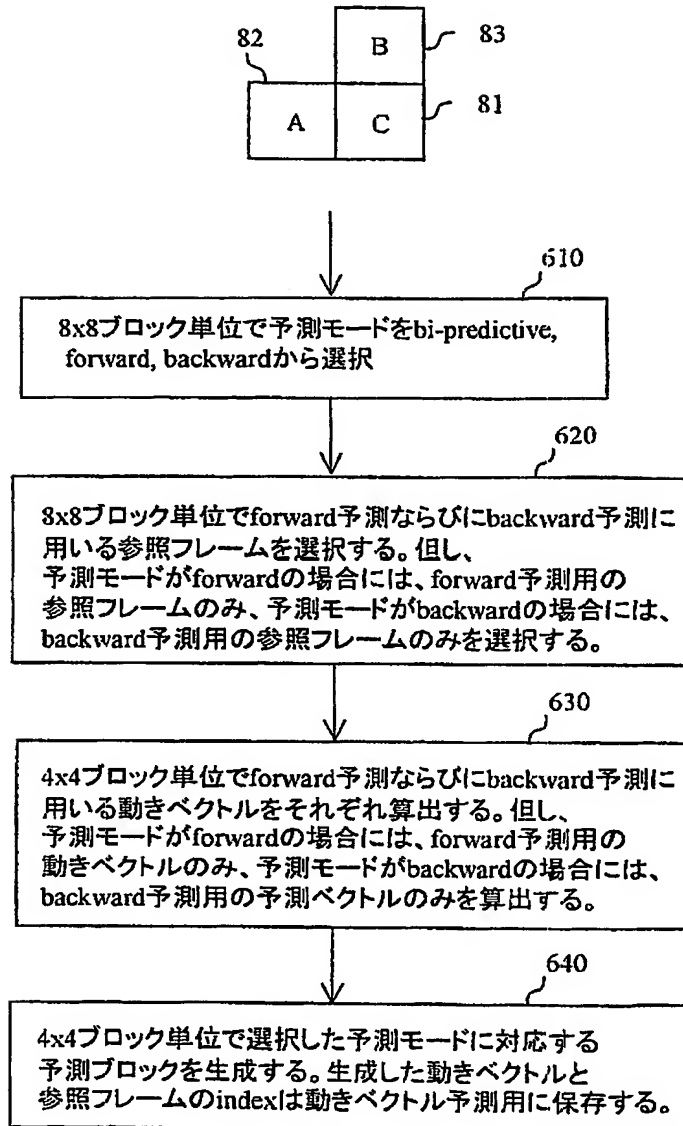 82
B
83
A
C
81
610
8x8ブロック単位で予測モードをbi-predictive,
forward, backwardから選択
620
8x8ブロック単位でforward予測ならびにbackward予測に
用いる参照フレームを選択する。但し、
予測モードがforwardの場合には、forward予測用の
参照フレームのみ、予測モードがbackwardの場合には、
backward予測用の参照フレームのみを選択する。
630
4x4ブロック単位でforward予測ならびにbackward予測に
用いる動きベクトルをそれぞれ算出する。但し、
予測モードがforwardの場合には、forward予測用の
動きベクトルのみ、予測モードがbackwardの場合には、
backward予測用の予測ベクトルのみを算出する。
640
4x4ブロック単位で選択した予測モードに対応する
予測ブロックを生成する。生成した動きベクトルと
参照フレームのindexは動きベクトル予測用に保存する。